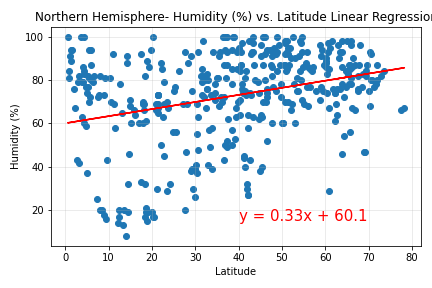 Northern Hemisphere- Humidity (%) vs. Latitude Linear Regression
100
80
60
40
20
Humidity (%)
y = 0.33x + 60.1
0 10 20 30 40 50 60 70 80
Latitude